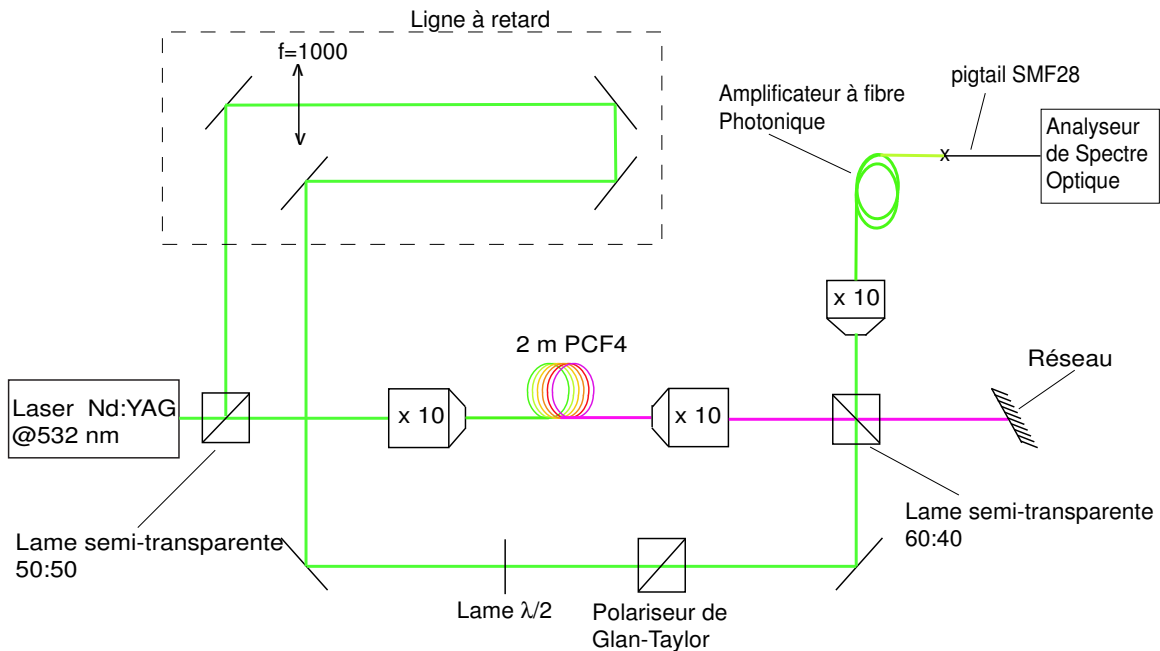 Ligne à retard
f=1000
pigtail SMF28
Amplificateur à fibre
Photonique
Analyseur
de Spectre
Optique
x
x 10
2 m PCF4
Réseau
Laser Nd:YAG
@532 nm
x 10
x 10
Lame semi-transparente
50:50
Lame semi-transparente
60:40
Lame λ/2
Polariseur de
Glan-Taylor